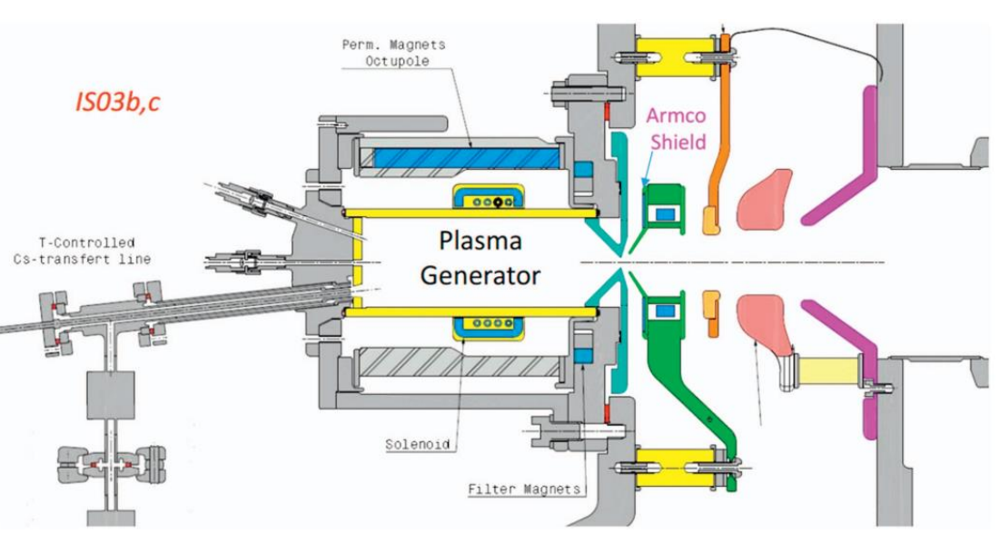 Perm. Magnets
Octupole
IS03b,c
Armco
Shield
T-Controlled
Cs-transfert line
Plasma
Generator
Solenoid
Filter Magnets